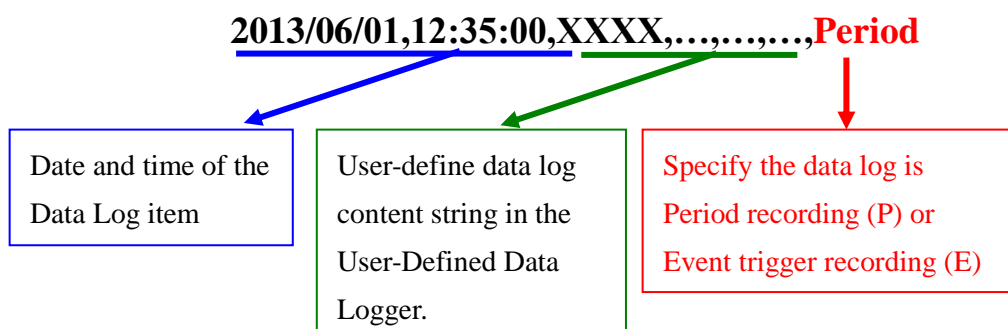 2013/06/01,12:35:00,XXXX,…,…,…,Period
Date and time of the
Data Log item
User-define data log
content string in the
User-Defined Data
Logger.
Specify the data log is
Period recording (P) or
Event trigger recording (E)